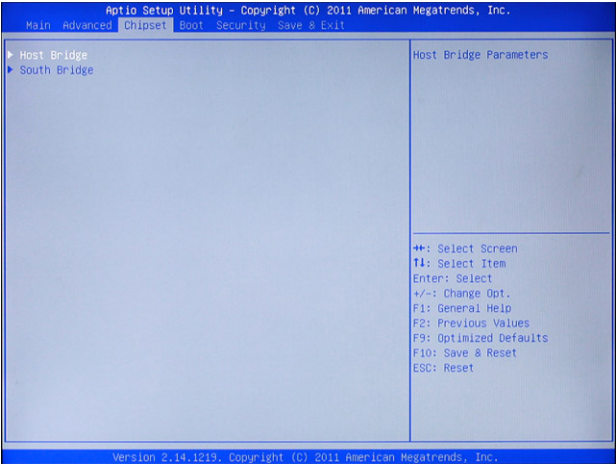 Aptio Setup Utility - Copyright (C) 2011 American Megatrends, Inc.
Main Advanced Chipset Boot Security Save & Exit
Host Bridge
South Bridge
Host Bridge Parameters
→←: Select Screen
↑↓: Select Item
Enter: Select
+/-: Change Opt.
F1: General Help
F2: Previous Values
F9: Optimized Defaults
F10: Save & Reset
ESC: Reset
Version 2.14.1219. Copyright (C) 2011 American Megatrends, Inc.